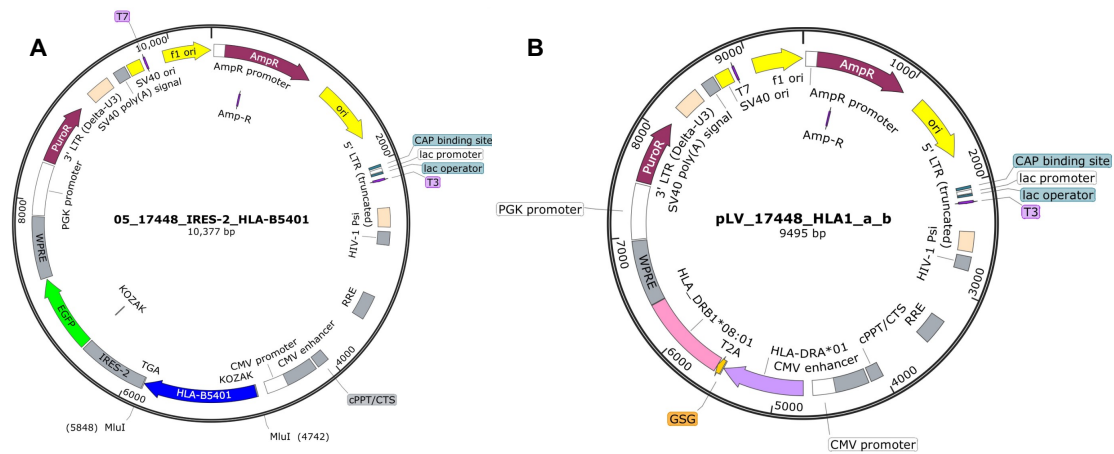 A
T7
10,000
f1 ori
AmpR
AmpR promoter
Amp-R
ori
2000
CAP binding site
lac promoter
lac operator
T3
5' LTR (truncated)
HIV-1 Psi
RRE
4000
cPPT/CTS
CMV enhancer
CMV promoter
KOZAK
MluI (4742)
HLA-B5401
6000
(5848) MluI
TGA
IRES-2
KOZAK
EGFP
WPRE
8000
PGK promoter
PuroR
3' LTR (Delta-U3)
SV40 poly(A) signal
SV40 ori
05_17448_IRES-2_HLA-B5401
10,377 bp
B
9000
T7
f1 ori
AmpR
1000
AmpR promoter
Amp-R
ori
2000
CAP binding site
lac promoter
lac operator
T3
5' LTR (truncated)
HIV-1 Psi
3000
RRE
4000
cPPT/CTS
CMV enhancer
CMV promoter
5000
HLA-DRA*01
T2A
GSG
6000
HLA_DRB1*08:01
WPRE
7000
PGK promoter
PuroR
8000
3' LTR (Delta-U3)
SV40 poly(A) signal
SV40 ori
pLV_17448_HLA1_a_b
9495 bp